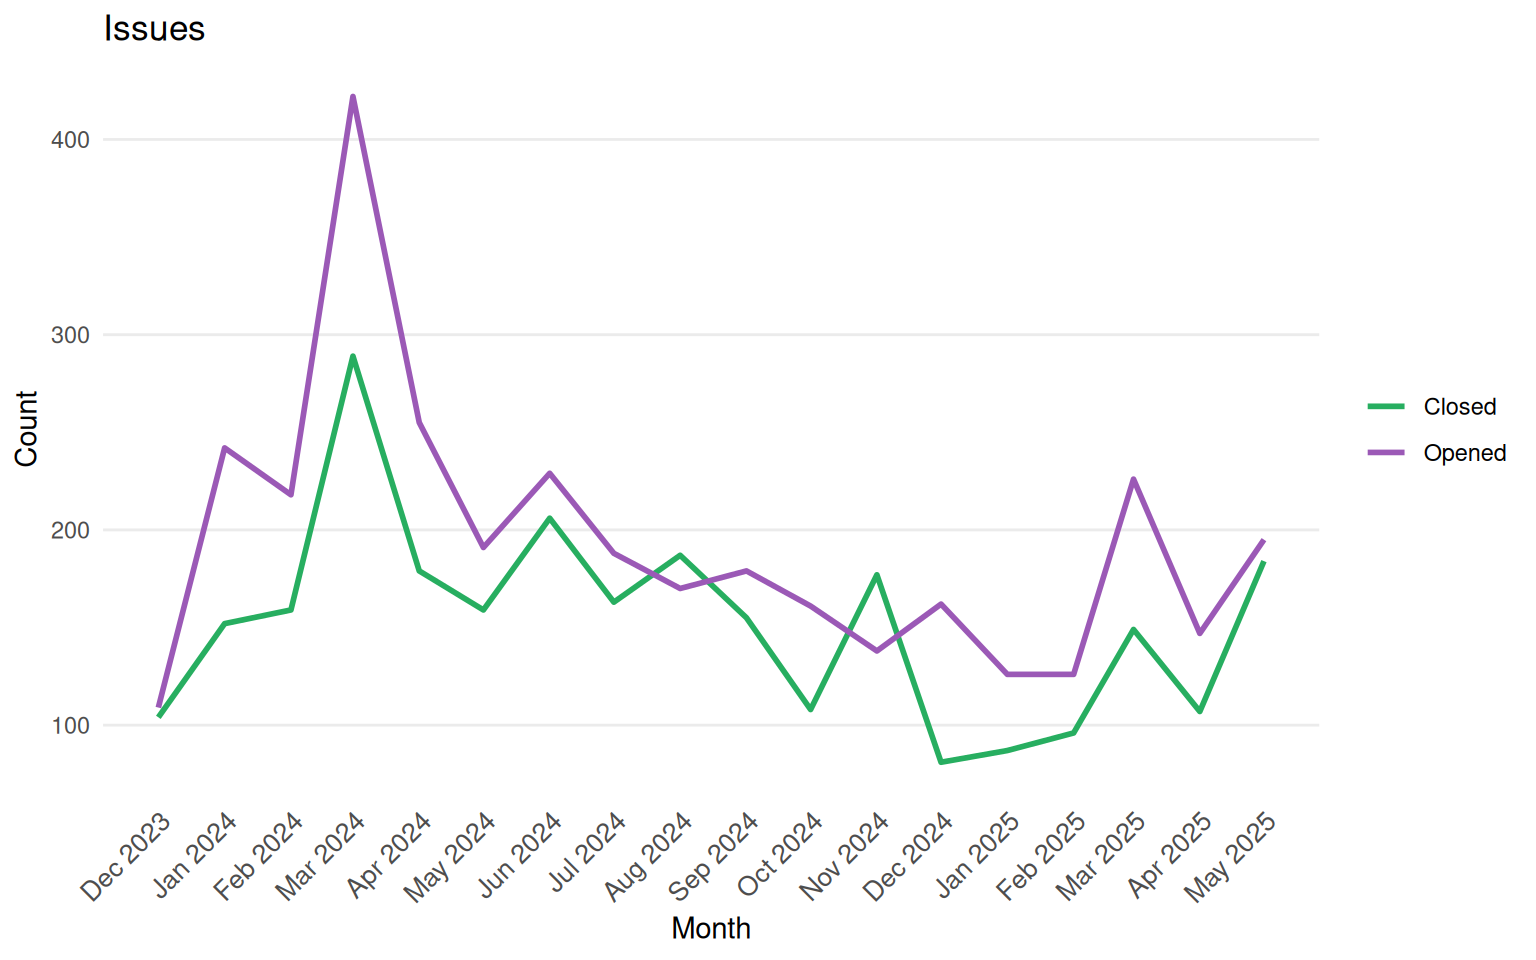 Issues
400
300
200
100
Count
Closed
Opened
Dec 2023
Jan 2024
Feb 2024
Mar 2024
Apr 2024
May 2024
Jun 2024
Jul 2024
Aug 2024
Sep 2024
Oct 2024
Nov 2024
Dec 2024
Jan 2025
Feb 2025
Mar 2025
Apr 2025
May 2025
Month